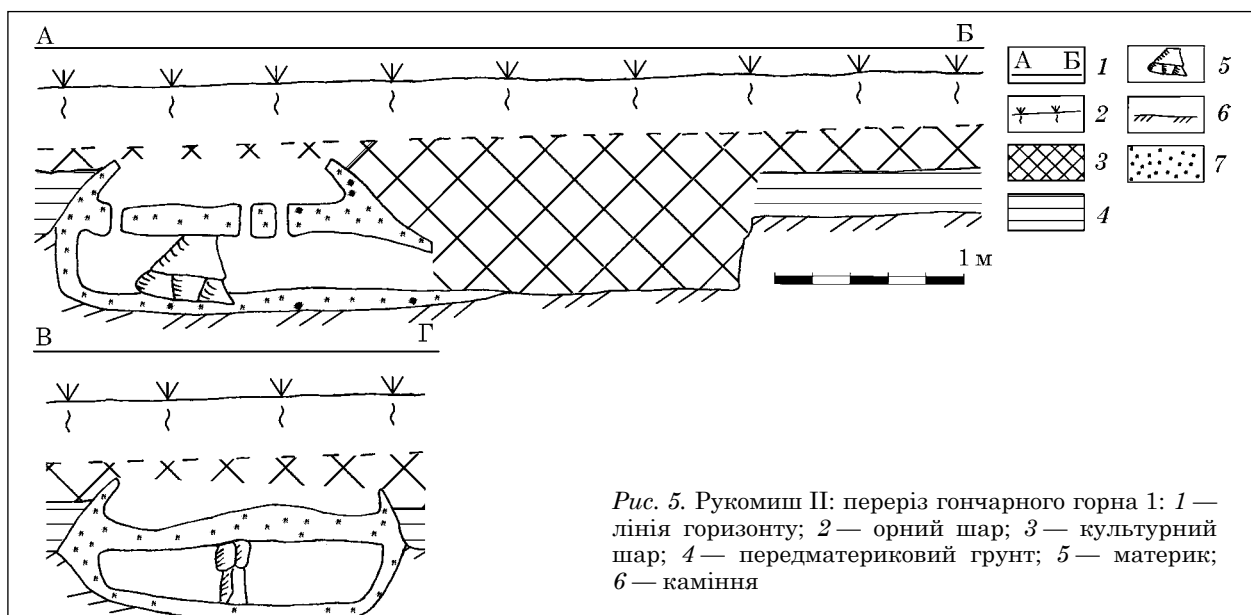 А Б
А Б 1
2
3
4
5
6
7
1 м
В Г
Рис. 5. Рукомиш II: переріз гончарного горна 1: 1 —
лінія горизонту; 2 — орний шар; 3 — культурний
шар; 4 — передматериковий грунт; 5 — материк;
6 — каміння